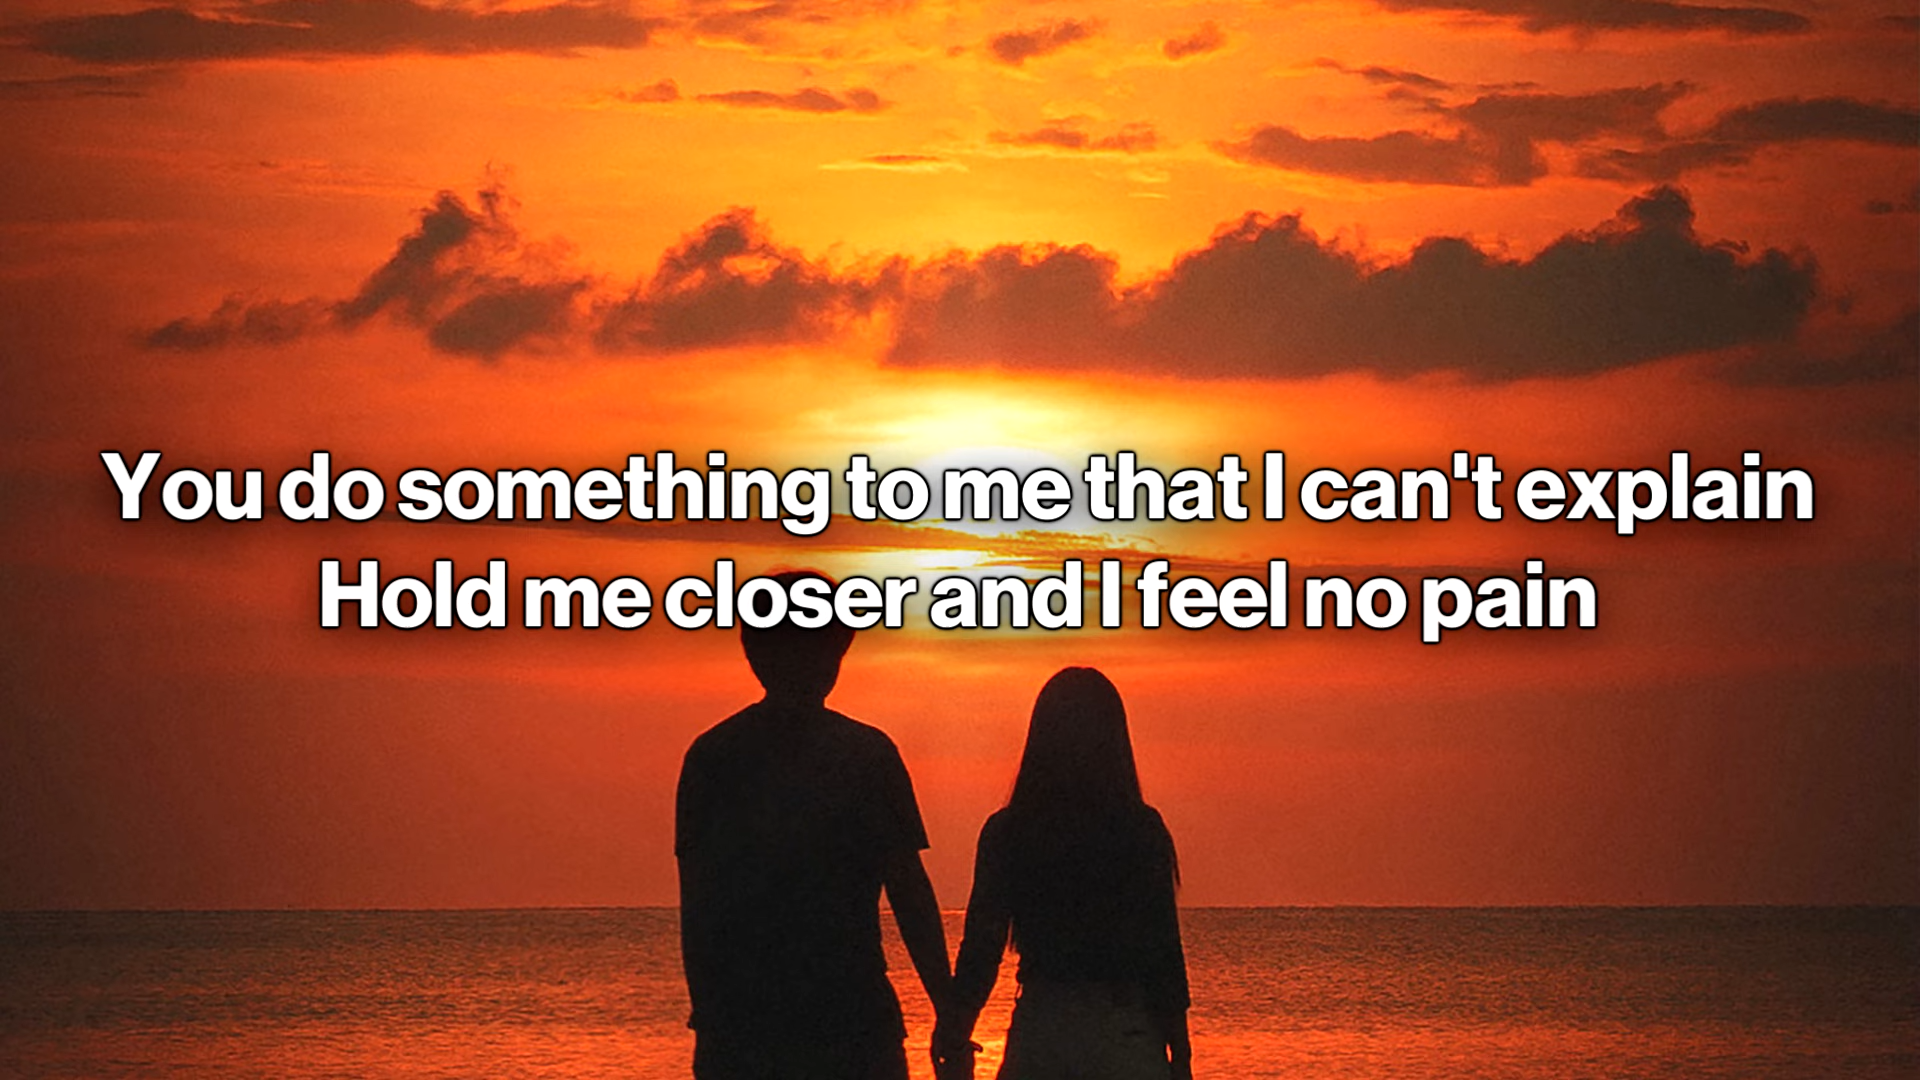 You do something to me that I can't explain
Hold me closer and I feel no pain